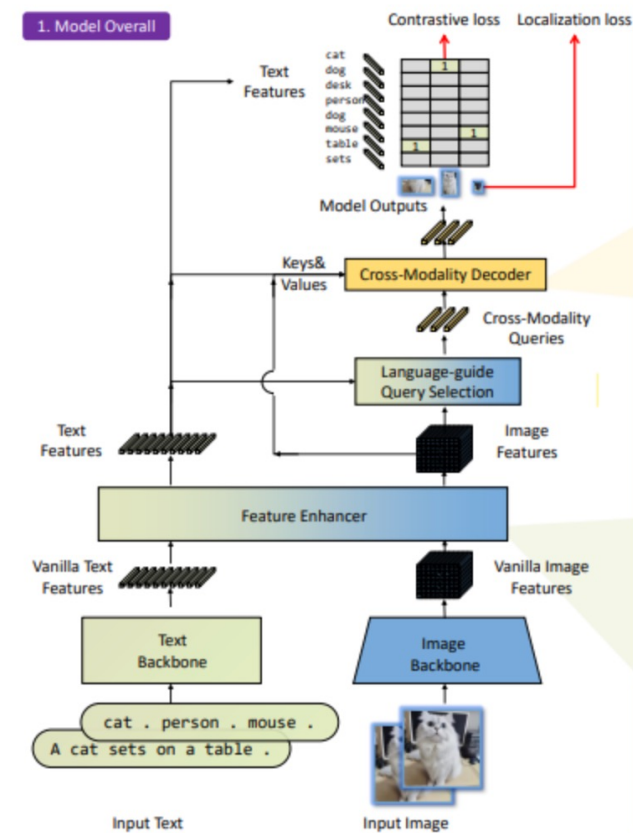 1. Model Overall
Contrastive loss
Localization loss
Text
Features
cat
dog
desk
person
dog
mouse
table
sets
1
1
1
Model Outputs
Keys&
Values
Cross-Modality Decoder
Cross-Modality
Queries
Language-guide
Query Selection
Text
Features
Image
Features
Feature Enhancer
Vanilla Text
Features
Vanilla Image
Features
Text
Backbone
Image
Backbone
cat . person . mouse .
A cat sets on a table .
Input Text
Input Image